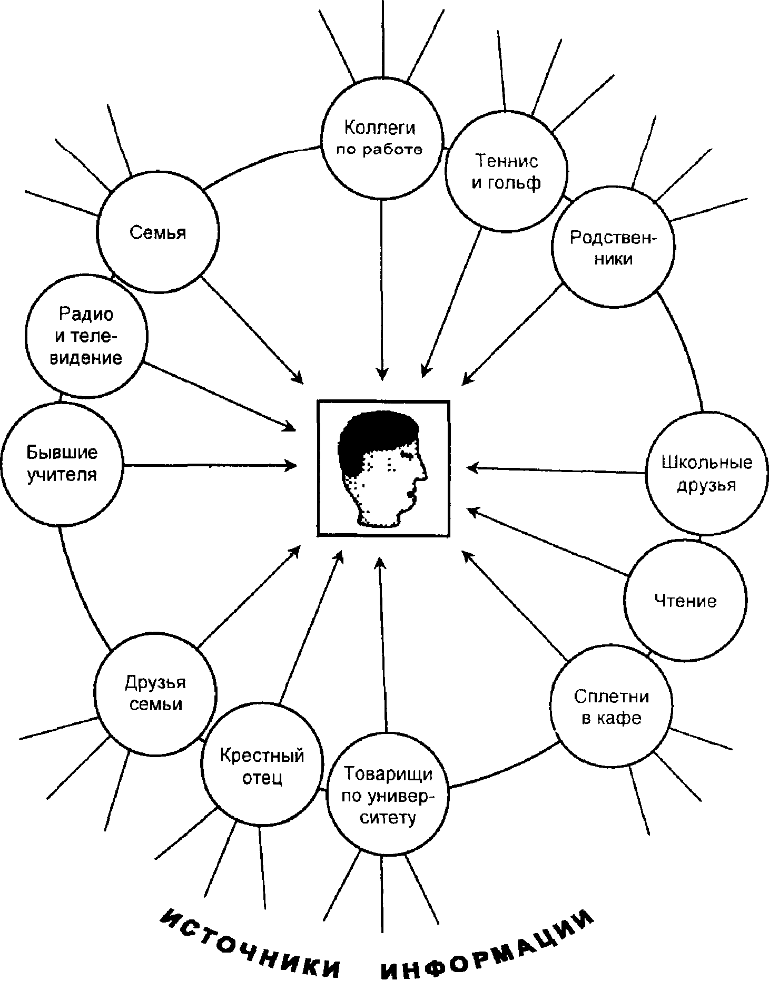 Коллеги
по работе
Теннис
и гольф
Родствен-
ники
Школьные
друзья
Чтение
Сплетни
в кафе
Товарищи
по универ-
ситету
Крестный
отец
Друзья
семьи
Бывшие
учителя
Радио
и теле-
видение
Семья
ИСТОЧНИКИ ИНФОРМАЦИИ